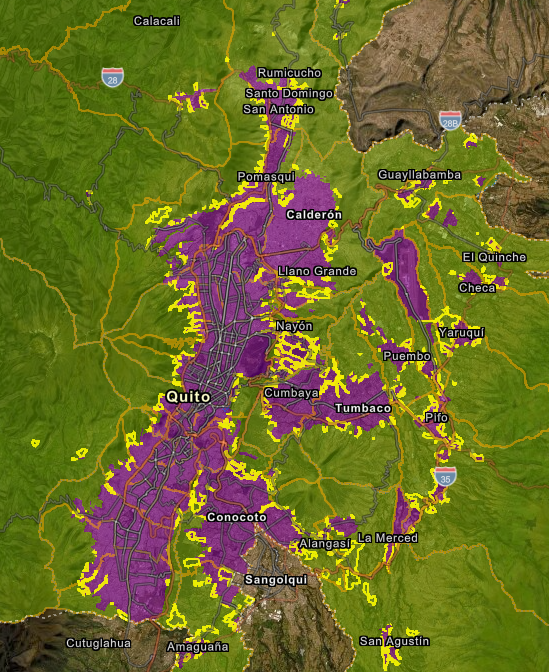 Calacali
28
Rumicucho
Santo Domingo
San Antonio
28B
Pomasqui
Guayllabamba
Calderón
El Quinche
Llano Grande
Checa
Nayón
Yaruquí
Puembo
Quito
Cumbaya
Tumbaco
Pifo
35
Conocoto
Alangasí
La Merced
Sangolqui
Cutuglahua
Amaguaña
San Agustín